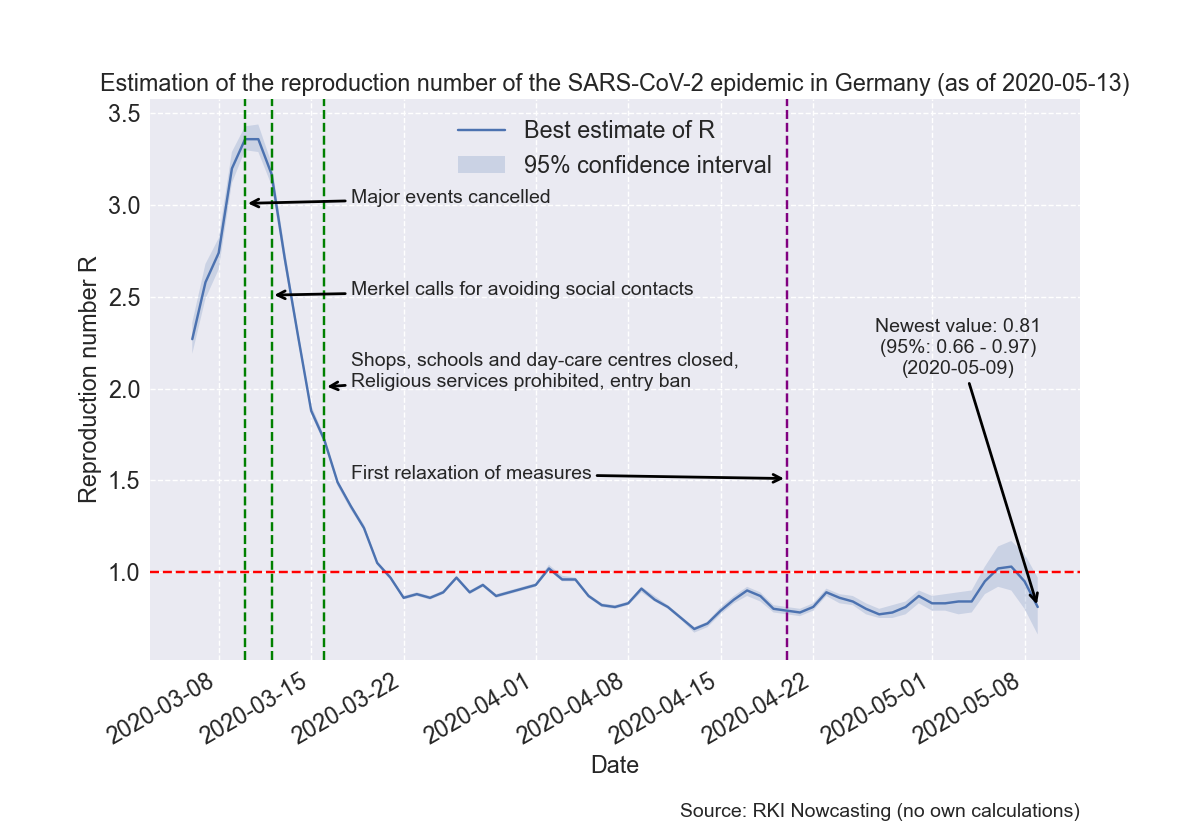 Estimation of the reproduction number of the SARS-CoV-2 epidemic in Germany (as of 2020-05-13)
3.5
3.0
2.5
2.0
1.5
1.0
Reproduction number R
Best estimate of R
95% confidence interval
Major events cancelled
Merkel calls for avoiding social contacts
Shops, schools and day-care centres closed,
Religious services prohibited, entry ban
First relaxation of measures
Newest value: 0.81
(95%: 0.66 - 0.97)
(2020-05-09)
2020-03-08
2020-03-15
2020-03-22
2020-04-01
2020-04-08
2020-04-15
2020-04-22
2020-05-01
2020-05-08
Date
Source: RKI Nowcasting (no own calculations)